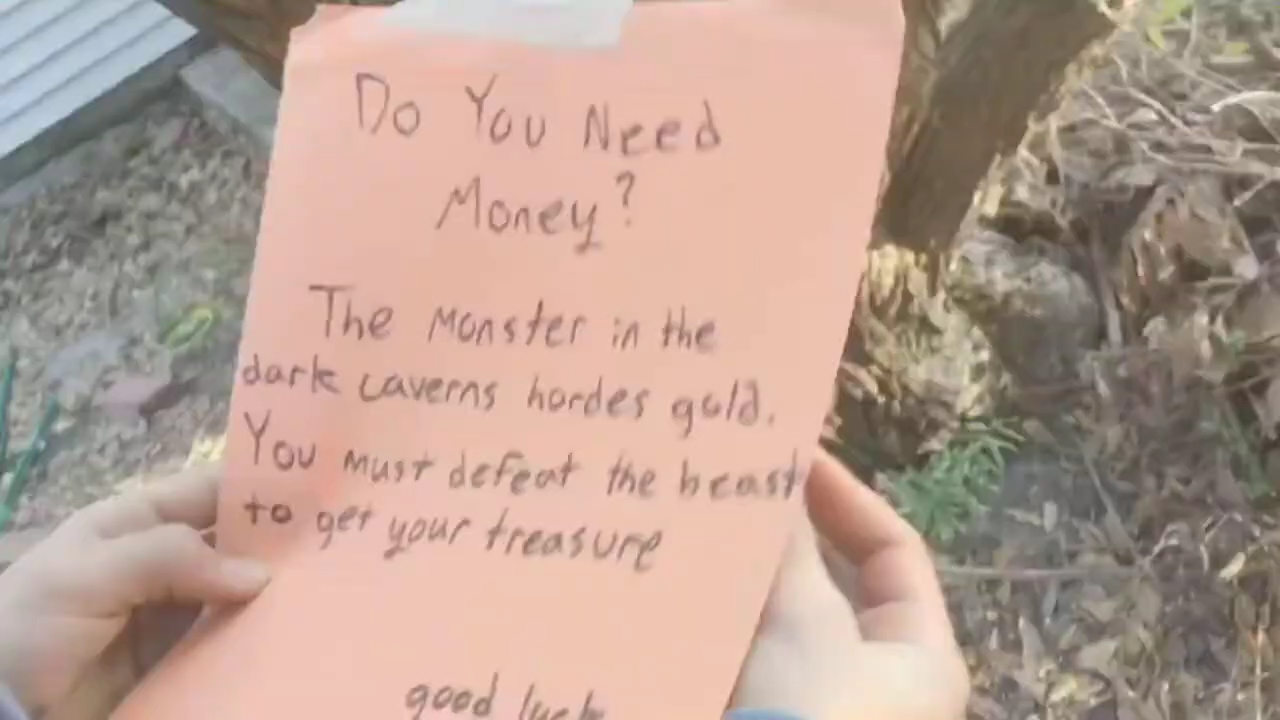 Do You Need
Money?
The Monster in the
dark caverns hordes gold.
You must defeat the beast
to get your treasure
good luck